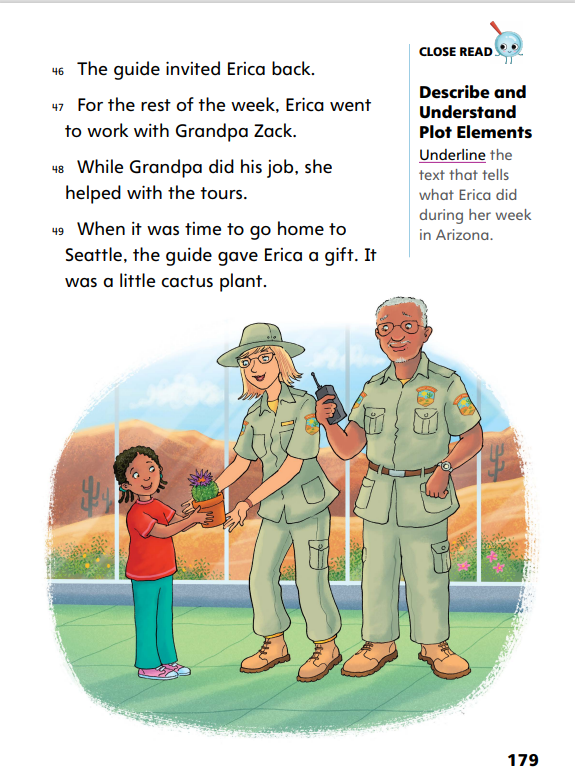 46 The guide invited Erica back.
47 For the rest of the week, Erica went
to work with Grandpa Zack.
48 While Grandpa did his job, she
helped with the tours.
49 When it was time to go home to
Seattle, the guide gave Erica a gift. It
was a little cactus plant.
CLOSE READ
Describe and
Understand
Plot Elements
Underline the
text that tells
what Erica did
during her week
in Arizona.
179